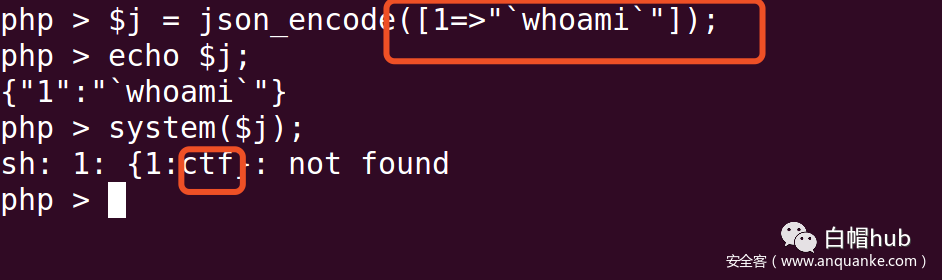 php > $j = json_encode([1=>"`whoami`"]);
php > echo $j;
{"1":"`whoami`"}
php > system($j);
sh: 1: {1:ctf}: not found
php >
白帽hub
安全客（www.anquanke.com）